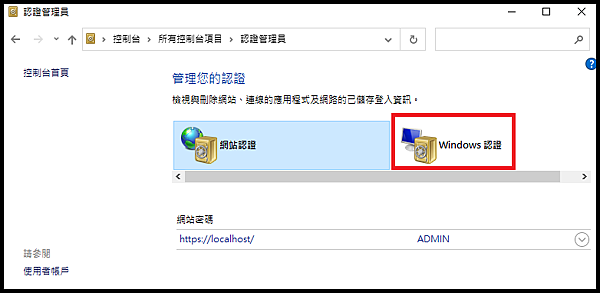 認證管理員
控制台 > 所有控制台項目 > 認證管理員
控制台首頁
管理您的認證
檢視與刪除網站、連線的應用程式及網路的已儲存登入資訊。
網站認證
Windows 認證
網站密碼
https://localhost/ ADMIN
請參閱
使用者帳戶